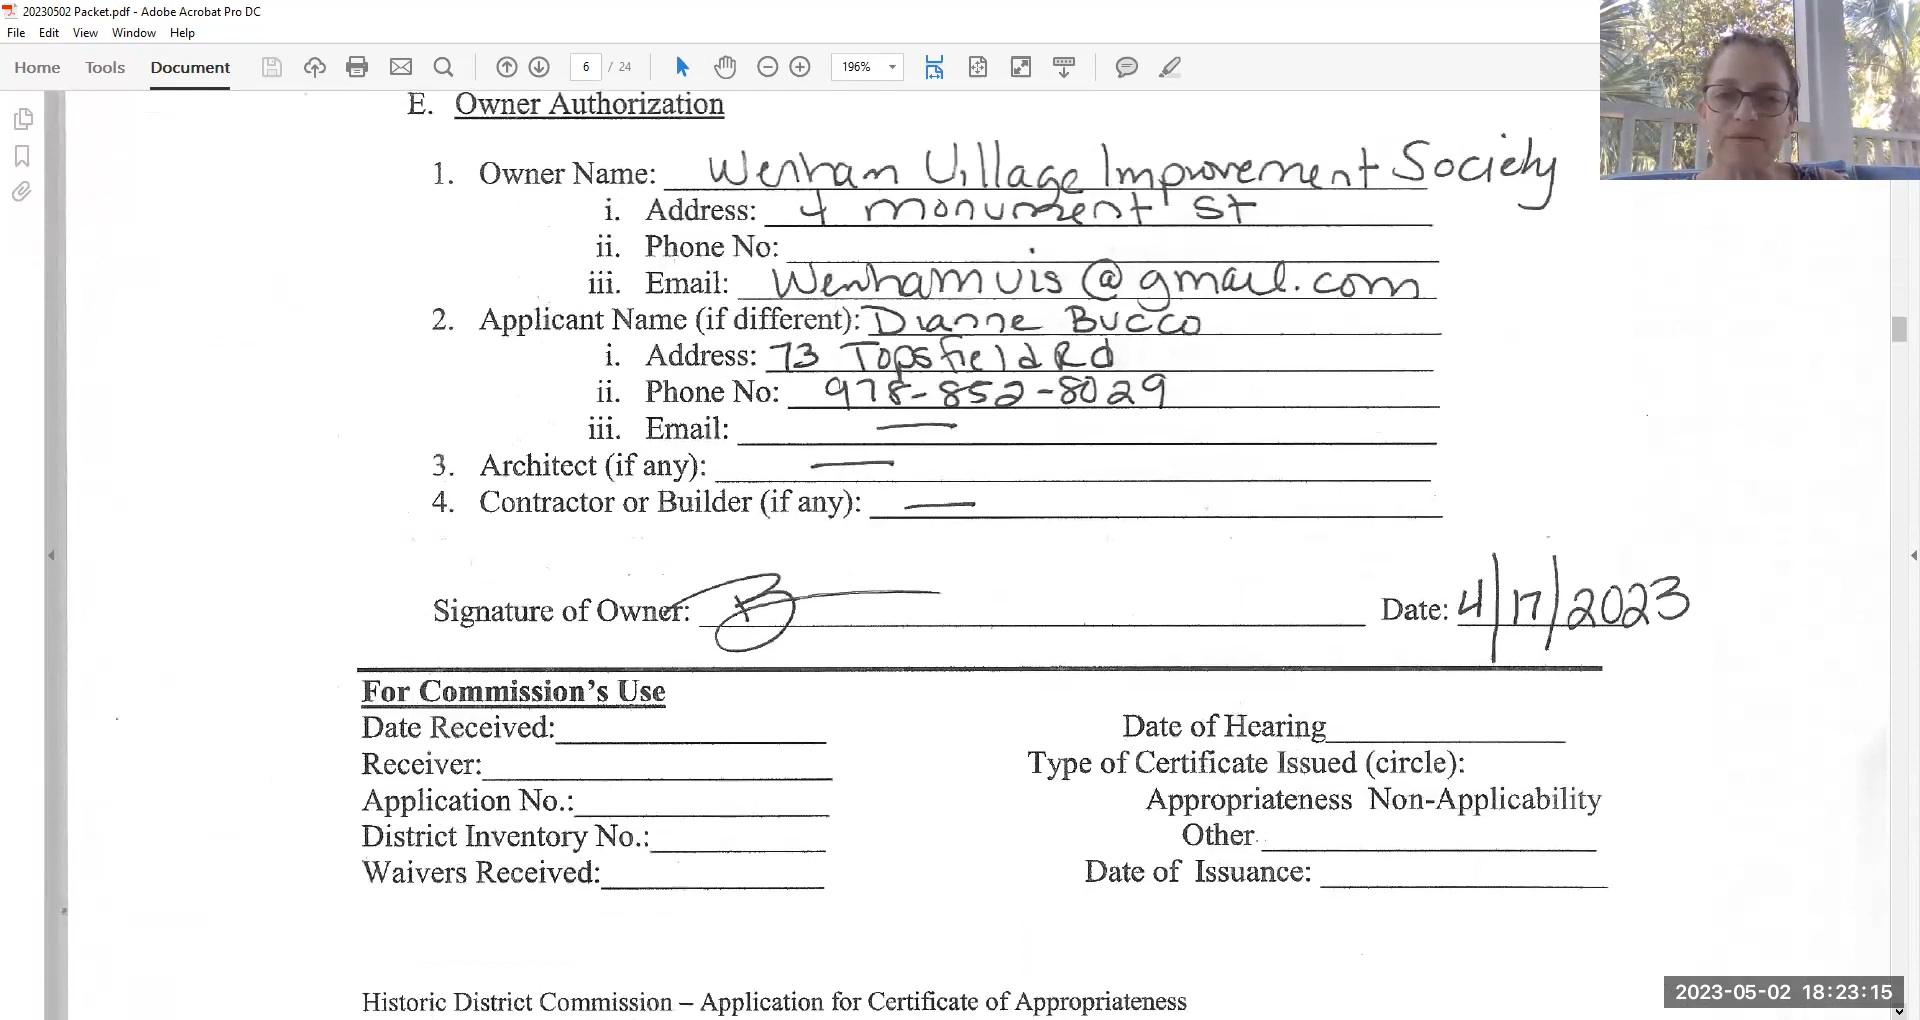 20230502 Packet.pdf - Adobe Acrobat Pro DC
File Edit View Window Help
Home Tools Document 6 / 24 196%
E. Owner Authorization
1. Owner Name: Wenham Village Improvement Society
i. Address: 4 monument St
ii. Phone No:
iii. Email: Wenhamvis@gmail.com
2. Applicant Name (if different): Dianne Bucco
i. Address: 73 Topsfield Rd
ii. Phone No: 978-852-8029
iii. Email: —
3. Architect (if any): —
4. Contractor or Builder (if any): —
Signature of Owner: Date: 4/17/2023
For Commission's Use
Date Received: Date of Hearing
Receiver: Type of Certificate Issued (circle):
Application No.: Appropriateness Non-Applicability
District Inventory No.: Other
Waivers Received: Date of Issuance:
Historic District Commission – Application for Certificate of Appropriateness
2023-05-02 18:23:15